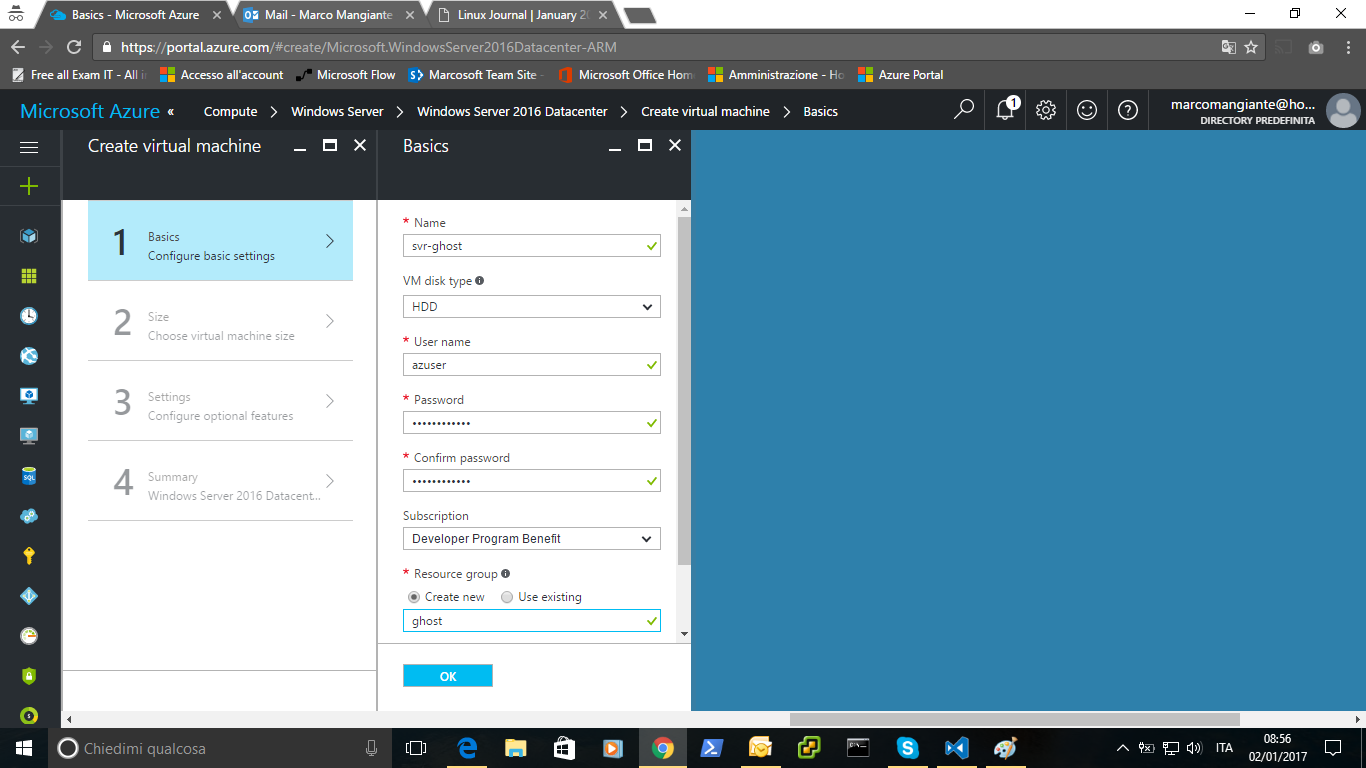 Basics - Microsoft Azure
Mail - Marco Mangiante
Linux Journal | January 20
https://portal.azure.com/#create/Microsoft.WindowsServer2016Datacenter-ARM
Free all Exam IT - All i
Accesso all'account
Microsoft Flow
Marcosoft Team Site -
Microsoft Office Hom
Amministrazione - Ho
Azure Portal
Microsoft Azure «
Compute > Windows Server > Windows Server 2016 Datacenter > Create virtual machine > Basics
1
marcomangiante@ho...
DIRECTORY PREDEFINITA
Create virtual machine
1
Basics
Configure basic settings
2
Size
Choose virtual machine size
3
Settings
Configure optional features
4
Summary
Windows Server 2016 Datacent...
Basics
* Name
svr-ghost
VM disk type
HDD
* User name
azuser
* Password
••••••••••••
* Confirm password
••••••••••••
Subscription
Developer Program Benefit
* Resource group
Create new
Use existing
ghost
OK
SQL
Chiedimi qualcosa
ITA
08:56
02/01/2017